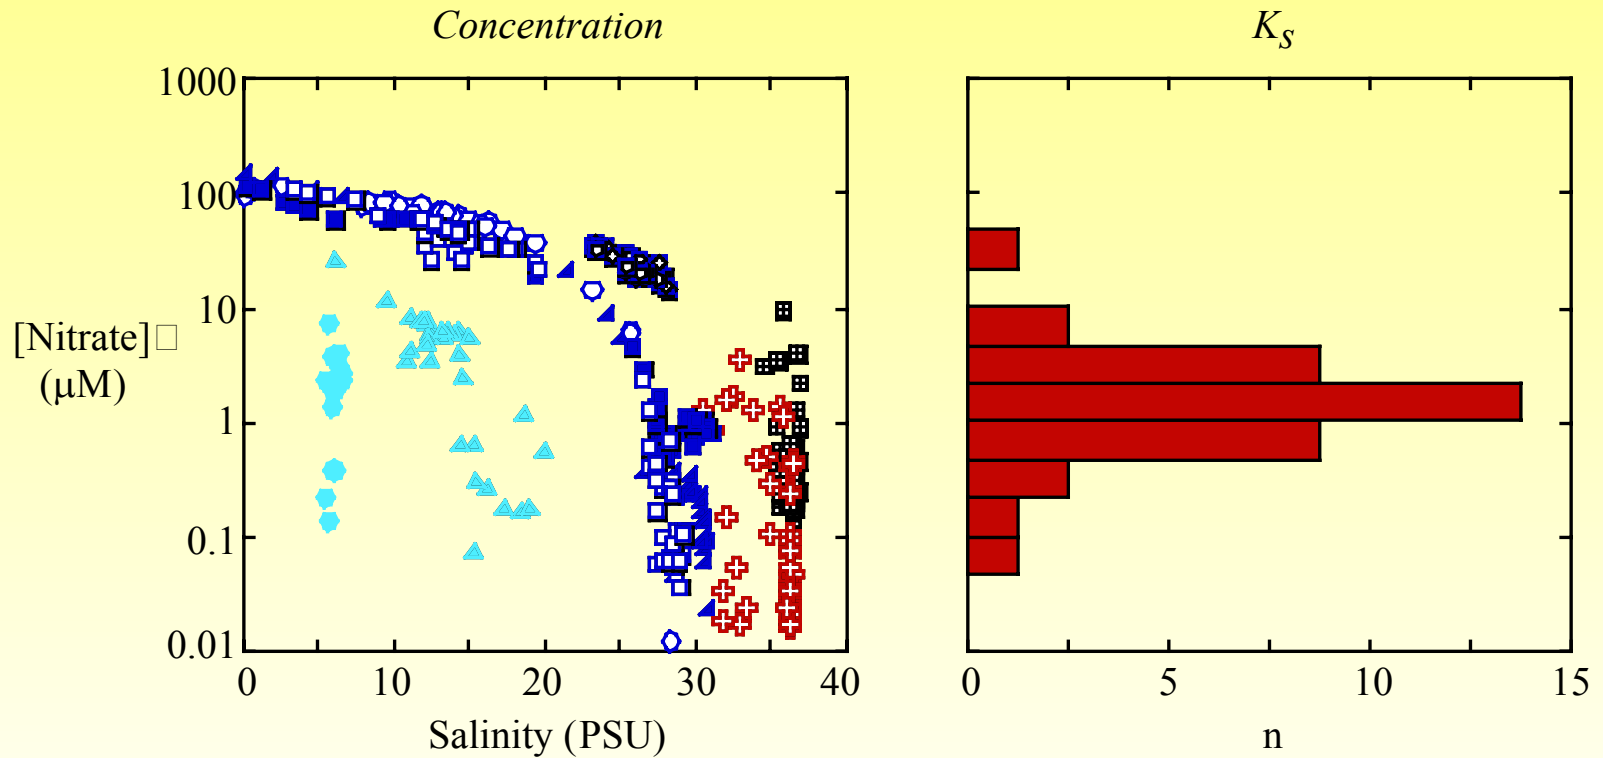 Concentration
1000
100
10
1
0.1
0.01
[Nitrate]□
(μM)
0 10 20 30 40
Salinity (PSU)
K_S
0 5 10 15
n